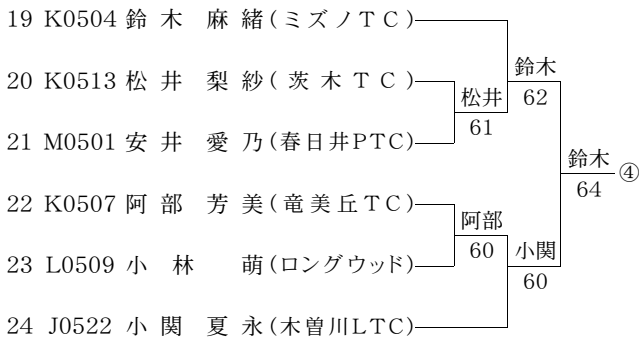 19 K0504 鈴木 麻緒(ミズノTC)
鈴木
20 K0513 松井 梨紗(茨木TC)
松井
62
61
21 M0501 安井 愛乃(春日井PTC)
鈴木
④
64
22 K0507 阿部 芳美(竜美丘TC)
阿部
60
小関
23 L0509 小林 萌(ロングウッド)
60
24 J0522 小関 夏永(木曽川LTC)